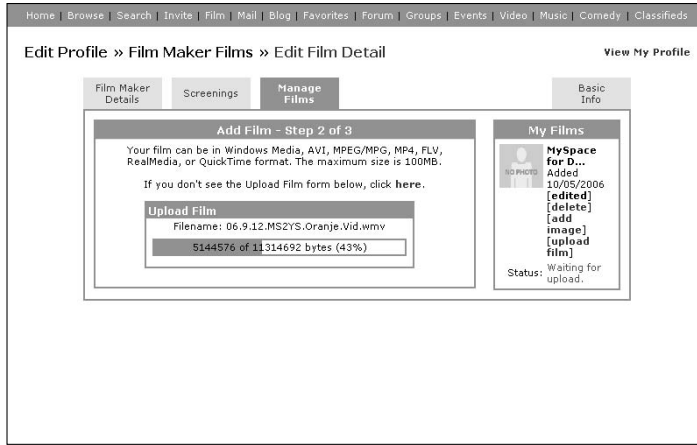 Home | Browse | Search | Invite | Film | Mail | Blog | Favorites | Forum | Groups | Events | Video | Music | Comedy | Classifieds
Edit Profile » Film Maker Films » Edit Film Detail
View My Profile
Film Maker
Details
Screenings
Manage
Films
Basic
Info
Add Film - Step 2 of 3
Your film can be in Windows Media, AVI, MPEG/MPG, MP4, FLV,
RealMedia, or QuickTime format. The maximum size is 100MB.
If you don't see the Upload Film form below, click here.
Upload Film
Filename: 06.9.12.MS2YS.Oranje.Vid.wmv
5144576 of 11314692 bytes (43%)
My Films
NO PHOTO
MySpace
for D...
Added
10/05/2006
[edited]
[delete]
[add
image]
[upload
film]
Status: Waiting for
upload.